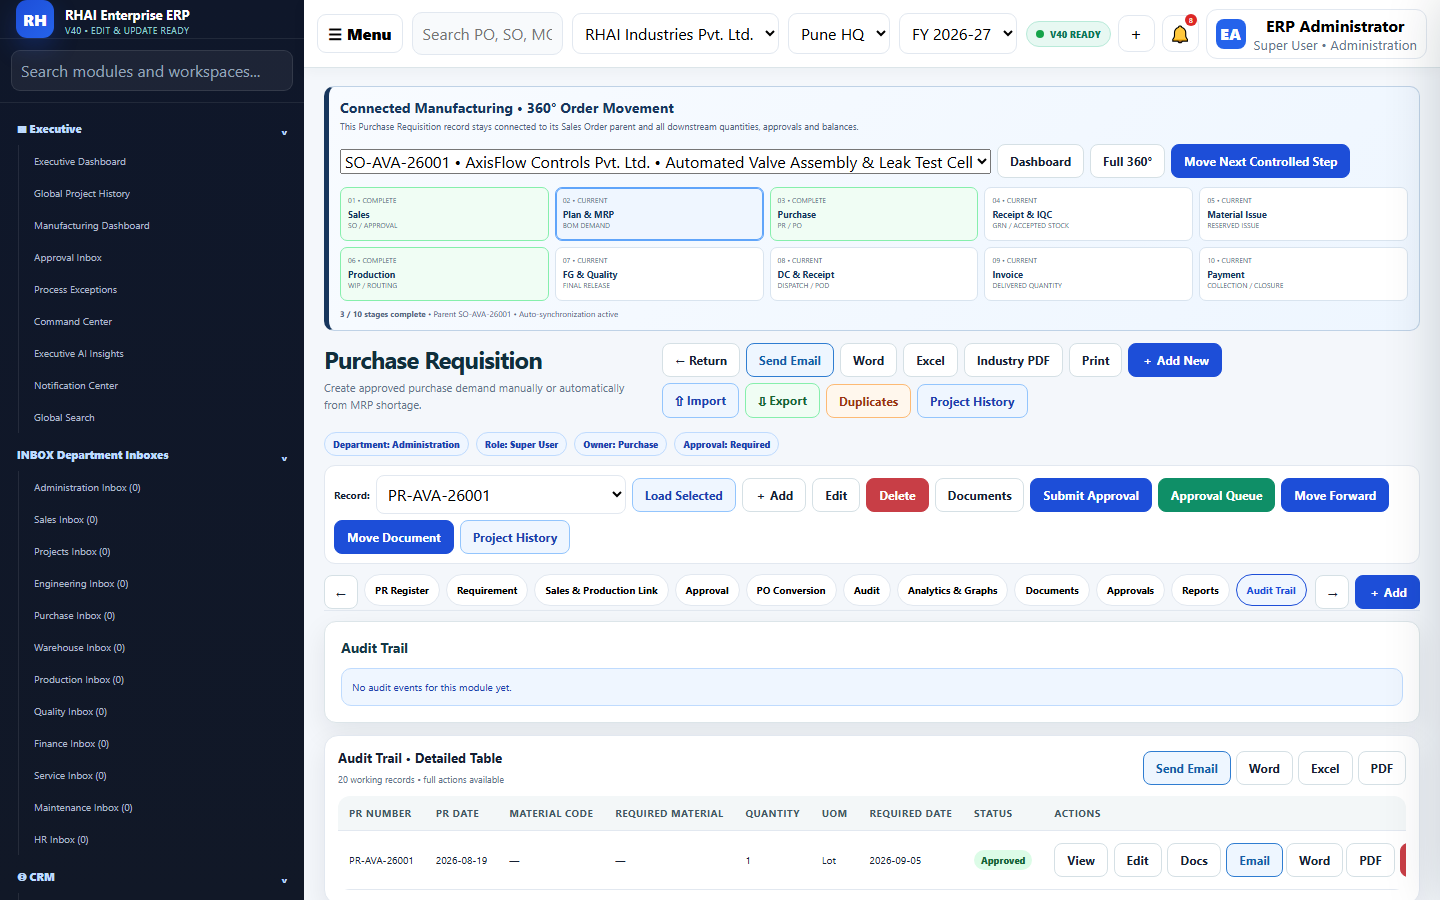 RH
RHAI Enterprise ERP
V40 • EDIT & UPDATE READY
Search modules and workspaces...
Executive
Executive Dashboard
Global Project History
Manufacturing Dashboard
Approval Inbox
Process Exceptions
Command Center
Executive AI Insights
Notification Center
Global Search
INBOX Department Inboxes
Administration Inbox (0)
Sales Inbox (0)
Projects Inbox (0)
Engineering Inbox (0)
Purchase Inbox (0)
Warehouse Inbox (0)
Production Inbox (0)
Quality Inbox (0)
Finance Inbox (0)
Service Inbox (0)
Maintenance Inbox (0)
HR Inbox (0)
CRM
☰ Menu
Search PO, SO, MC
RHAI Industries Pvt. Ltd.
Pune HQ
FY 2026-27
V40 READY
+
8
EA
ERP Administrator
Super User • Administration
Connected Manufacturing • 360° Order Movement
This Purchase Requisition record stays connected to its Sales Order parent and all downstream quantities, approvals and balances.
SO-AVA-26001 • AxisFlow Controls Pvt. Ltd. • Automated Valve Assembly & Leak Test Cell
Dashboard
Full 360°
Move Next Controlled Step
01 • COMPLETE
Sales
SO / APPROVAL
02 • CURRENT
Plan & MRP
BOM DEMAND
03 • COMPLETE
Purchase
PR / PO
04 • CURRENT
Receipt & IQC
GRN / ACCEPTED STOCK
05 • CURRENT
Material Issue
RESERVED ISSUE
06 • COMPLETE
Production
WIP / ROUTING
07 • CURRENT
FG & Quality
FINAL RELEASE
08 • CURRENT
DC & Receipt
DISPATCH / POD
09 • CURRENT
Invoice
DELIVERED QUANTITY
10 • CURRENT
Payment
COLLECTION / CLOSURE
3 / 10 stages complete • Parent SO-AVA-26001 • Auto-synchronization active
Purchase Requisition
Create approved purchase demand manually or automatically
from MRP shortage.
← Return
Send Email
Word
Excel
Industry PDF
Print
+ Add New
⇧ Import
⇩ Export
Duplicates
Project History
Department: Administration
Role: Super User
Owner: Purchase
Approval: Required
Record:
PR-AVA-26001
Load Selected
+ Add
Edit
Delete
Documents
Submit Approval
Approval Queue
Move Forward
Move Document
Project History
←
PR Register
Requirement
Sales & Production Link
Approval
PO Conversion
Audit
Analytics & Graphs
Documents
Approvals
Reports
Audit Trail
→
+ Add
Audit Trail
No audit events for this module yet.
Audit Trail • Detailed Table
20 working records • full actions available
Send Email
Word
Excel
PDF
PR NUMBER PR DATE MATERIAL CODE REQUIRED MATERIAL QUANTITY UOM REQUIRED DATE STATUS ACTIONS
PR-AVA-26001 2026-08-19 — — 1 Lot 2026-09-05 Approved View Edit Docs Email Word PDF